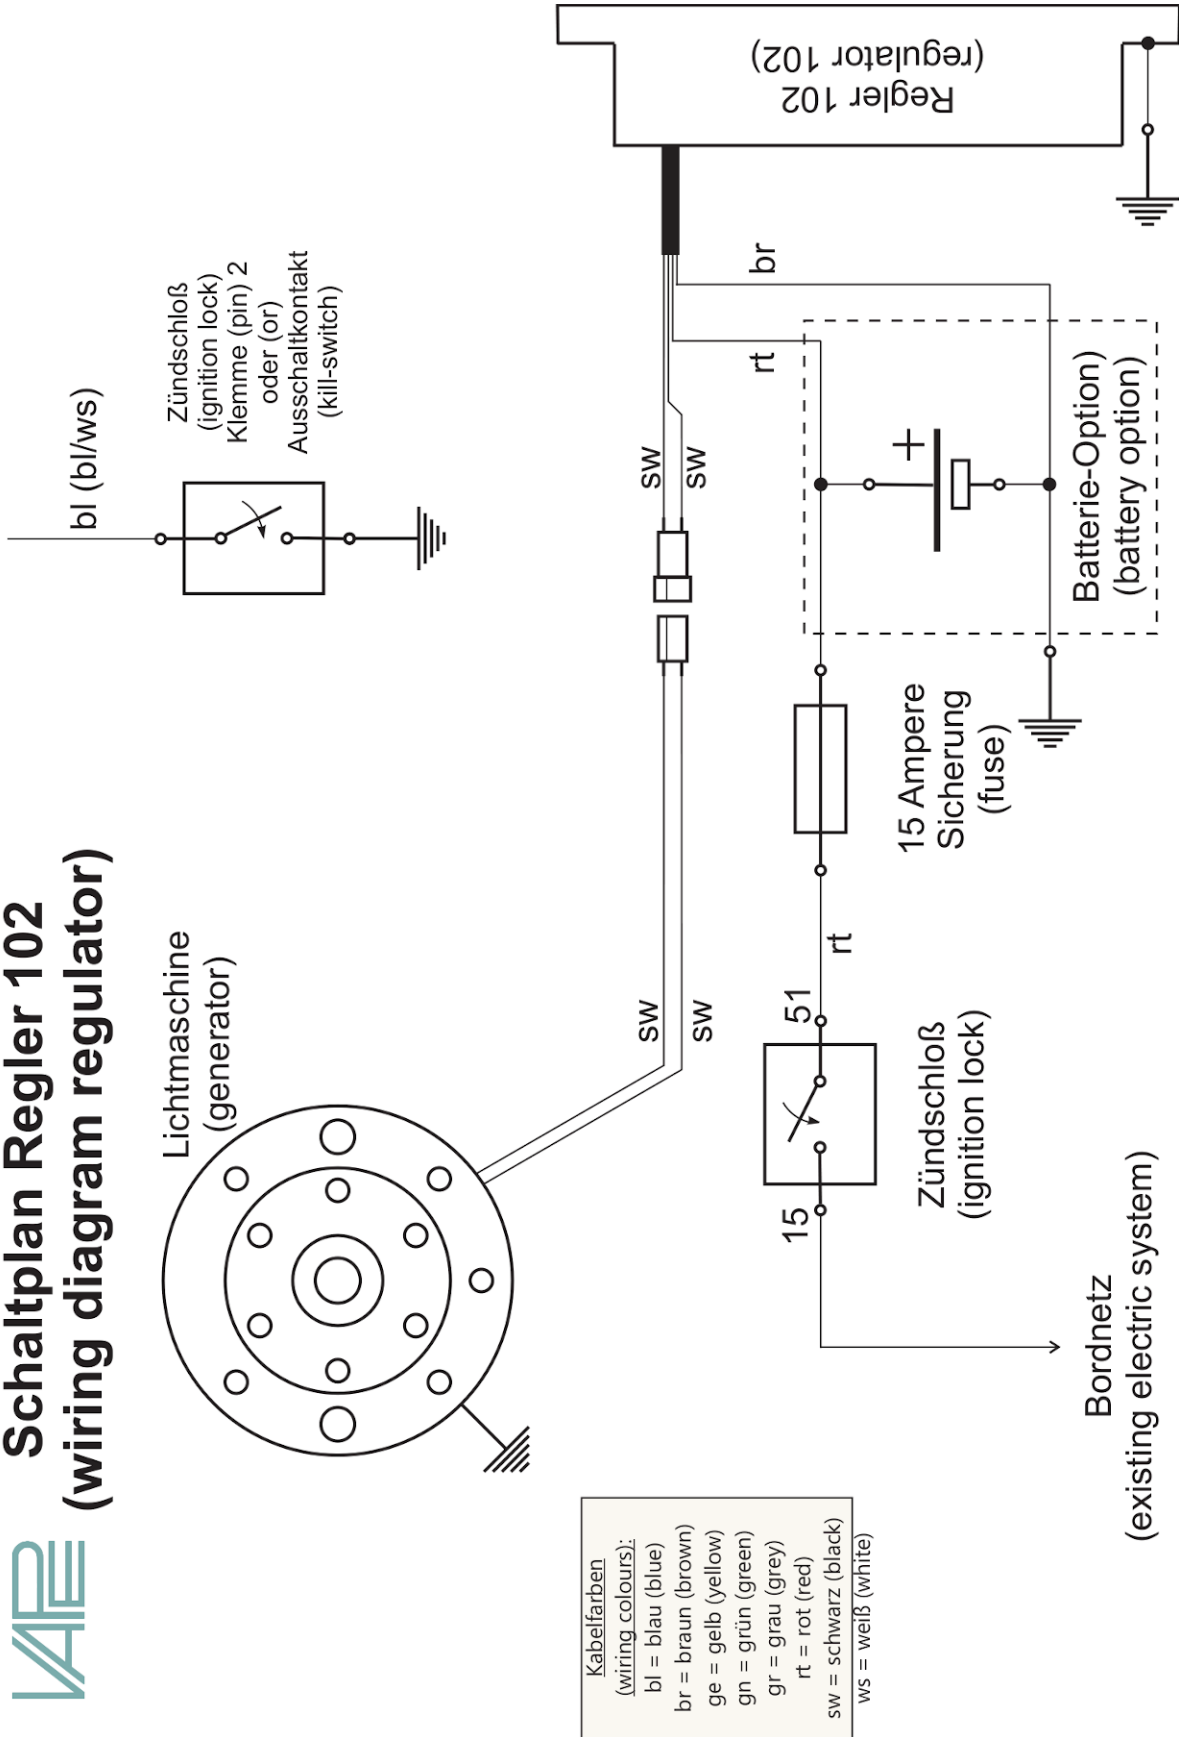 VAPE
Schaltplan Regler 102
(wiring diagram regulator)
Lichtmaschine
(generator)
bl (bl/ws)
Zündschloß
(ignition lock)
Klemme (pin) 2
oder (or)
Ausschaltkontakt
(kill-switch)
Regler 102
(regulator 102)
sw
sw
sw
sw
rt
br
Batterie-Option)
(battery option)
+
15 Ampere
Sicherung
(fuse)
rt
51
15
Zündschloß
(ignition lock)
Bordnetz
(existing electric system)
Kabelfarben
(wiring colours):
bl = blau (blue)
br = braun (brown)
ge = gelb (yellow)
gn = grün (green)
gr = grau (grey)
rt = rot (red)
sw = schwarz (black)
ws = weiß (white)